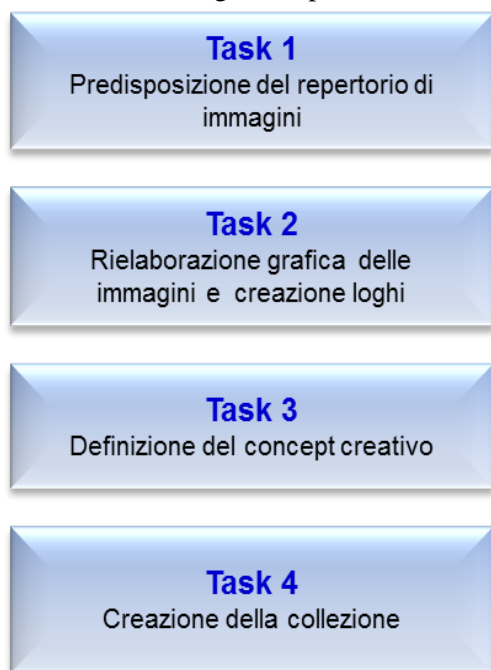 Task 1
Predisposizione del repertorio di
immagini
Task 2
Rielaborazione grafica delle
immagini e creazione loghi
Task 3
Definizione del concept creativo
Task 4
Creazione della collezione